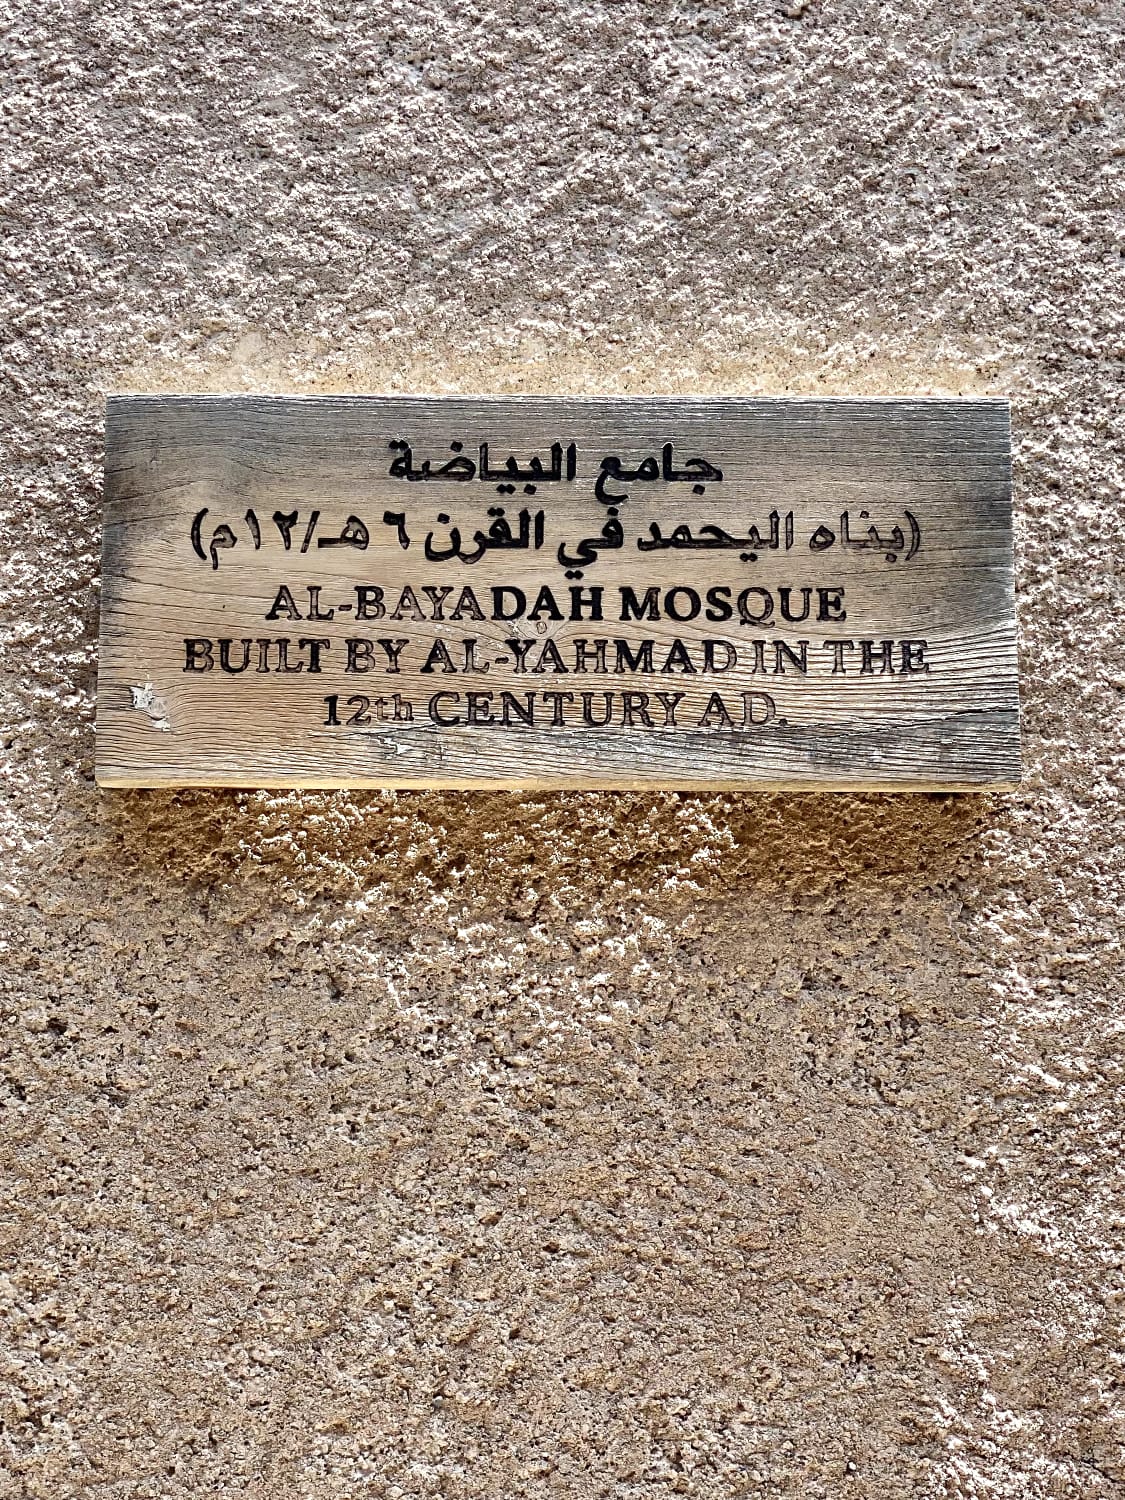 جامع البياضة
(بناه اليحمد في القرن ٦ هـ/١٢م)
AL-BAYADAH MOSQUE
BUILT BY AL-YAHMAD IN THE
12th CENTURY AD.